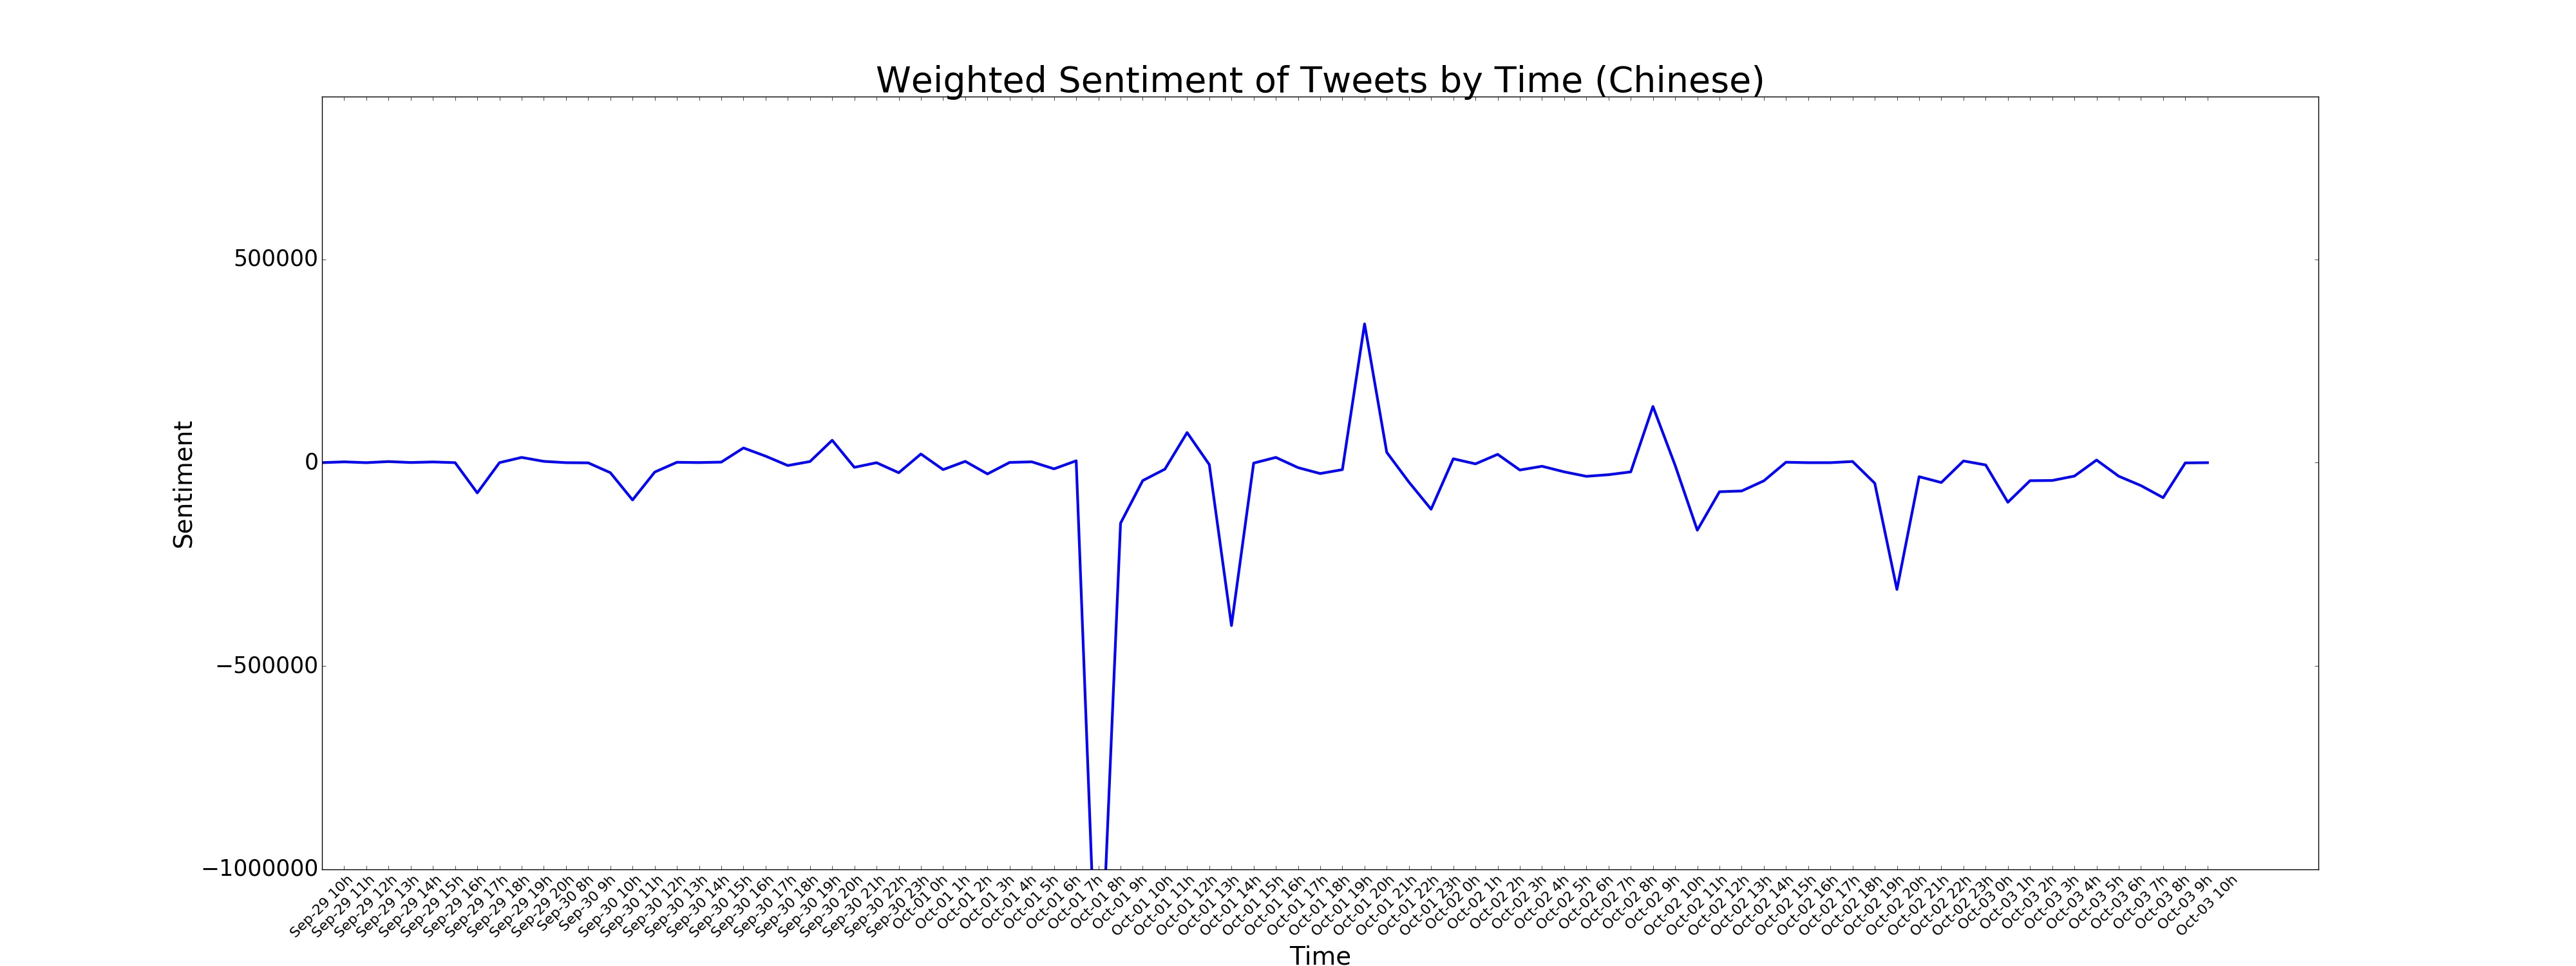 Weighted Sentiment of Tweets by Time (Chinese)
500000
0
−500000
−1000000
Sentiment
Sep-29 10h
Sep-29 11h
Sep-29 12h
Sep-29 13h
Sep-29 14h
Sep-29 15h
Sep-29 16h
Sep-29 17h
Sep-29 18h
Sep-29 19h
Sep-29 20h
Sep-30 8h
Sep-30 9h
Sep-30 10h
Sep-30 11h
Sep-30 12h
Sep-30 13h
Sep-30 14h
Sep-30 15h
Sep-30 16h
Sep-30 17h
Sep-30 18h
Sep-30 19h
Sep-30 20h
Sep-30 21h
Sep-30 22h
Sep-30 23h
Oct-01 0h
Oct-01 1h
Oct-01 2h
Oct-01 3h
Oct-01 4h
Oct-01 5h
Oct-01 6h
Oct-01 7h
Oct-01 8h
Oct-01 9h
Oct-01 10h
Oct-01 11h
Oct-01 12h
Oct-01 13h
Oct-01 14h
Oct-01 15h
Oct-01 16h
Oct-01 17h
Oct-01 18h
Oct-01 19h
Oct-01 20h
Oct-01 21h
Oct-01 22h
Oct-01 23h
Oct-02 0h
Oct-02 1h
Oct-02 2h
Oct-02 3h
Oct-02 4h
Oct-02 5h
Oct-02 6h
Oct-02 7h
Oct-02 8h
Oct-02 9h
Oct-02 10h
Oct-02 11h
Oct-02 12h
Oct-02 13h
Oct-02 14h
Oct-02 15h
Oct-02 16h
Oct-02 17h
Oct-02 18h
Oct-02 19h
Oct-02 20h
Oct-02 21h
Oct-02 22h
Oct-02 23h
Oct-03 0h
Oct-03 1h
Oct-03 2h
Oct-03 3h
Oct-03 4h
Oct-03 5h
Oct-03 6h
Oct-03 7h
Oct-03 8h
Oct-03 9h
Oct-03 10h
Time